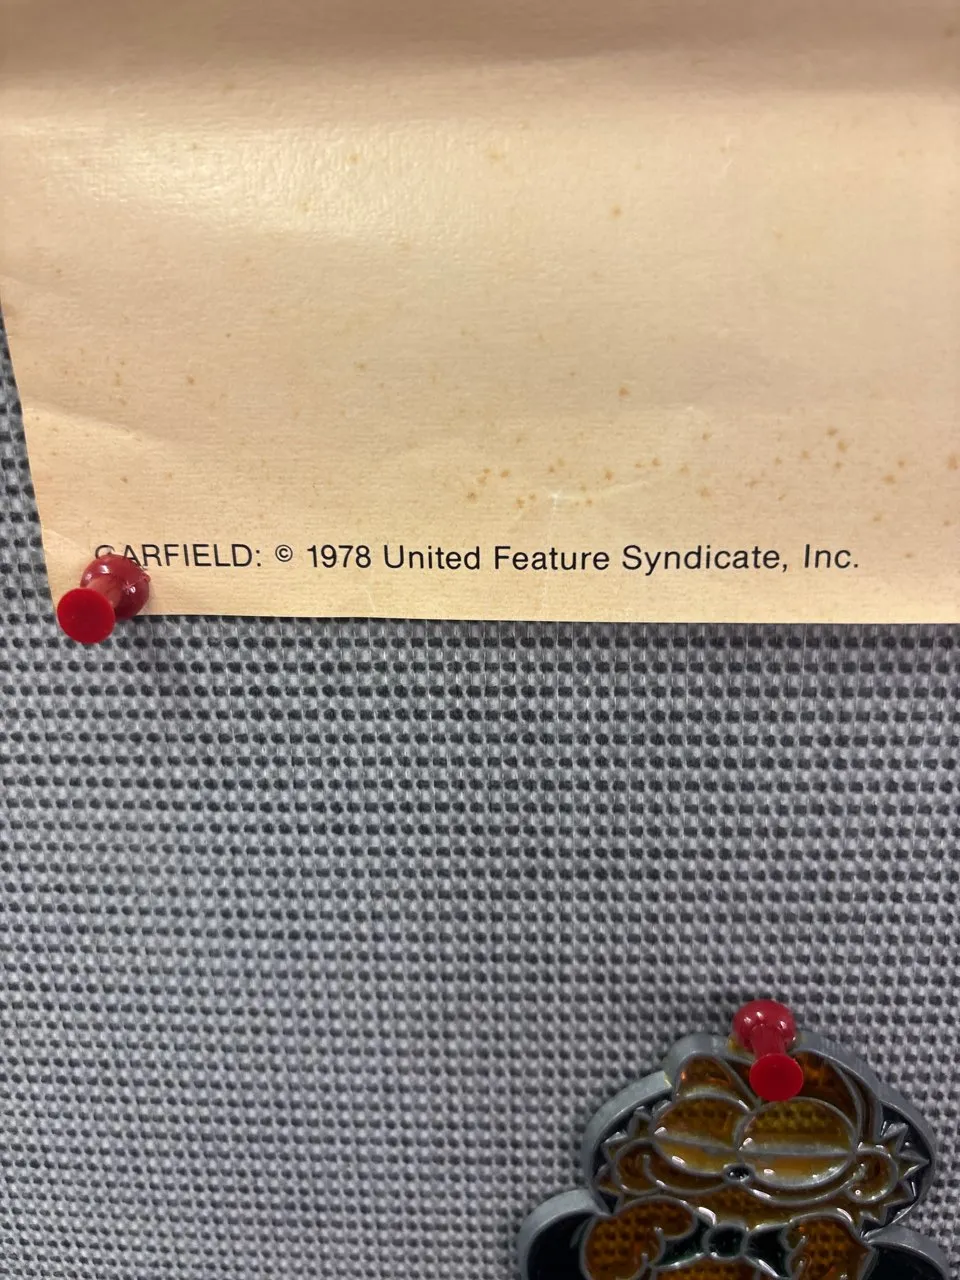 GARFIELD: © 1978 United Feature Syndicate, Inc.